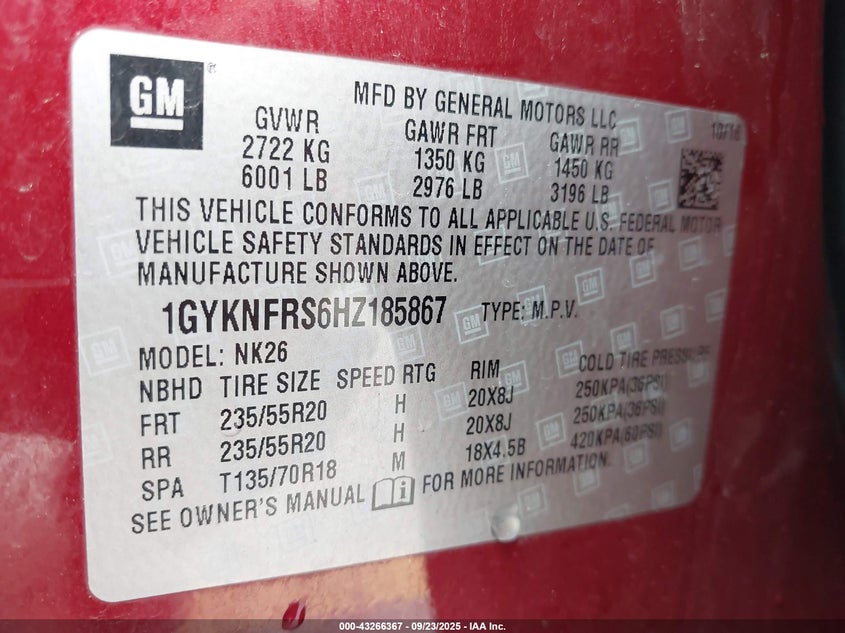 GM
®
MFD BY GENERAL MOTORS LLC
10/16
GVWR GAWR FRT GAWR RR
2722 KG 1350 KG 1450 KG
6001 LB 2976 LB 3196 LB
THIS VEHICLE CONFORMS TO ALL APPLICABLE U.S. FEDERAL MOTOR
VEHICLE SAFETY STANDARDS IN EFFECT ON THE DATE OF
MANUFACTURE SHOWN ABOVE.
1GYKNFRS6HZ185867 TYPE: M.P.V.
MODEL: NK26
NBHD TIRE SIZE SPEED RTG RIM COLD TIRE PRESSURE
FRT 235/55R20 H 20X8J 250KPA(36PSI)
RR 235/55R20 H 20X8J 250KPA(36PSI)
SPA T135/70R18 M 18X4.5B 420KPA(60PSI)
SEE OWNER'S MANUAL FOR MORE INFORMATION.
000-43266367 - 09/23/2025 - IAA Inc.